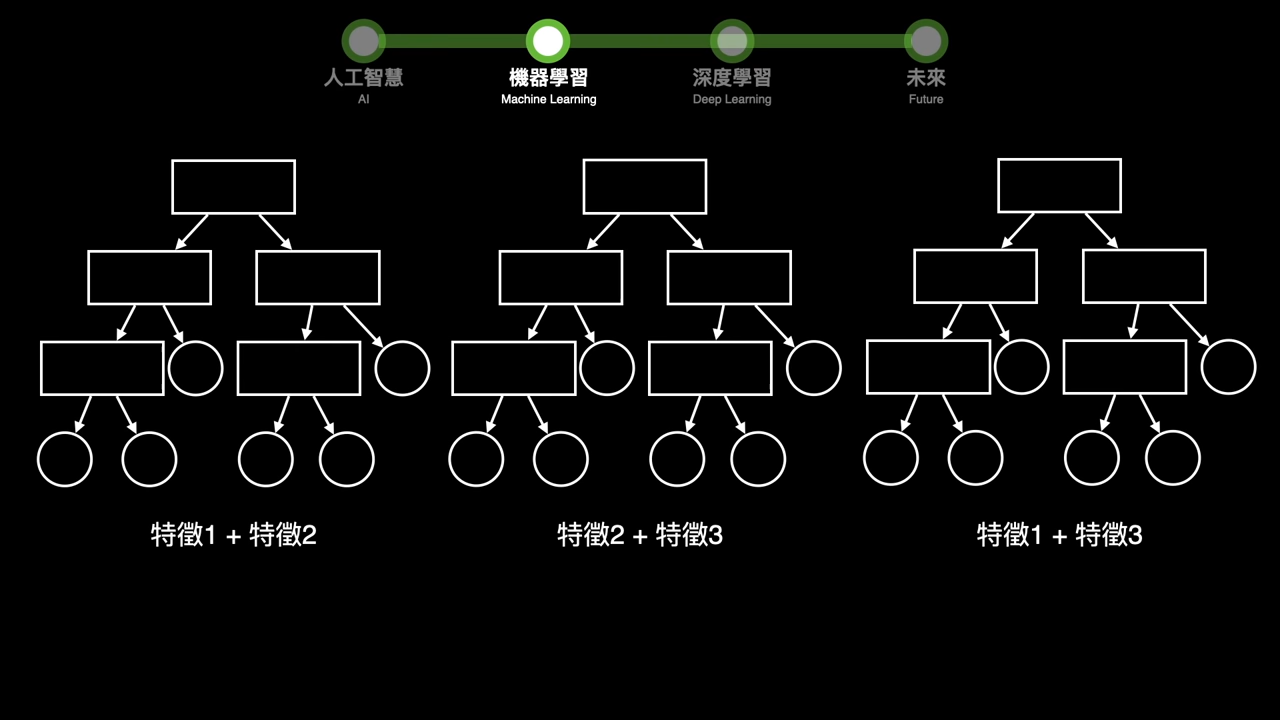 人工智慧
AI
機器學習
Machine Learning
深度學習
Deep Learning
未來
Future
特徵1 + 特徵2
特徵2 + 特徵3
特徵1 + 特徵3